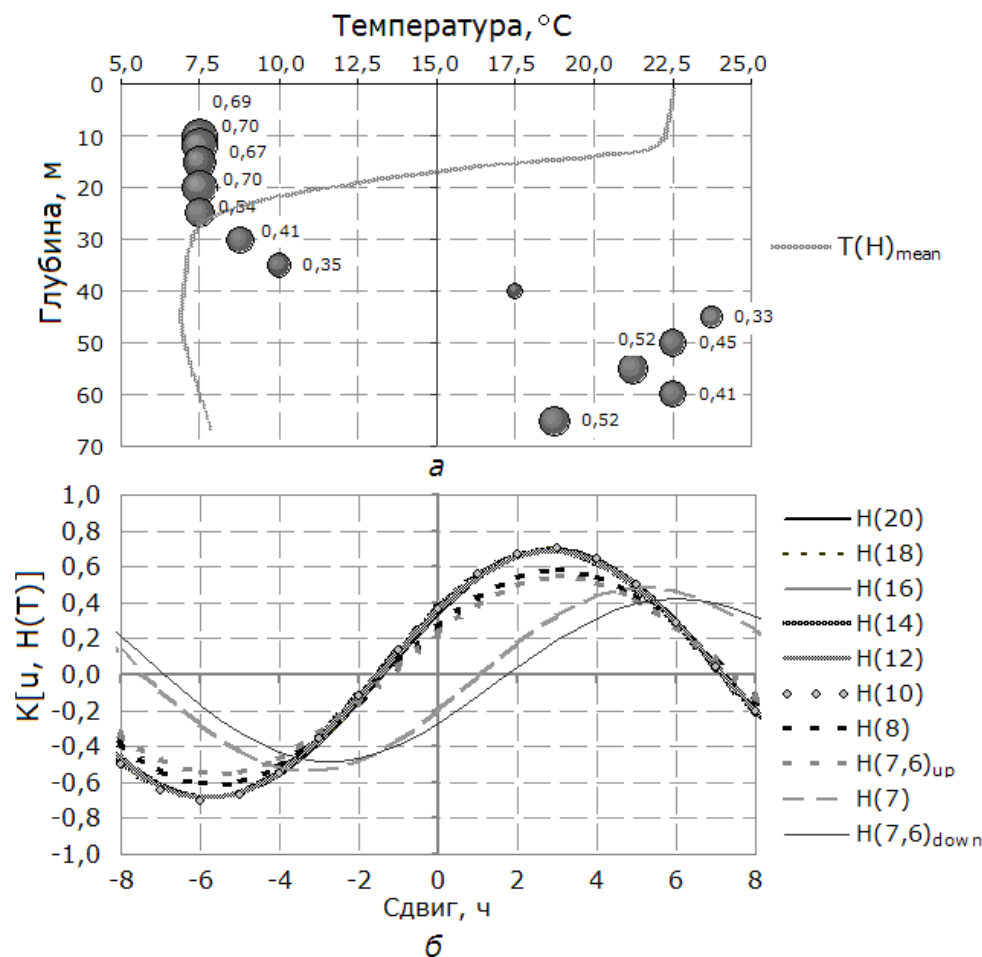 Температура, °C
5,0 7,5 10,0 12,5 15,0 17,5 20,0 22,5 25,0
Глубина, м
0
10
20
30
40
50
60
70
0,69
0,70
0,67
0,70
0,54
0,41
0,35
0,33
0,52
0,45
0,41
0,52
T(H)mean
а
K[u, H(T)]
1,0
0,8
0,6
0,4
0,2
0,0
-0,2
-0,4
-0,6
-0,8
-1,0
-8 -6 -4 -2 0 2 4 6 8
Сдвиг, ч
H(20)
H(18)
H(16)
H(14)
H(12)
H(10)
H(8)
H(7,6)up
H(7)
H(7,6)down
б